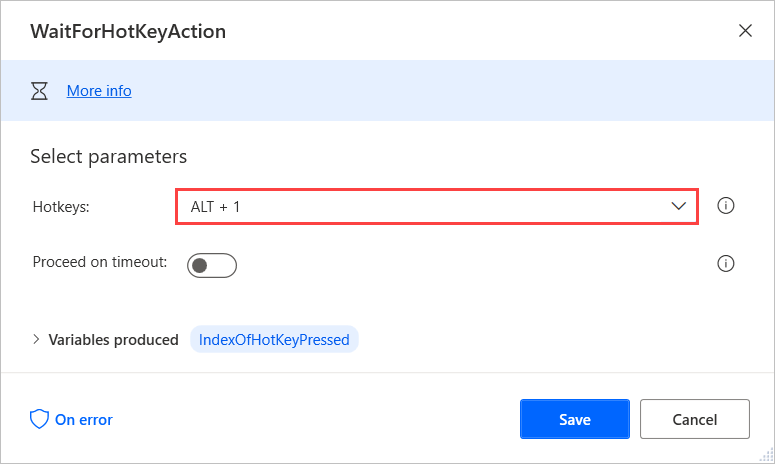 WaitForHotKeyAction
More info
Select parameters
Hotkeys: ALT + 1
Proceed on timeout:
Variables produced IndexOfHotKeyPressed
On error Save Cancel